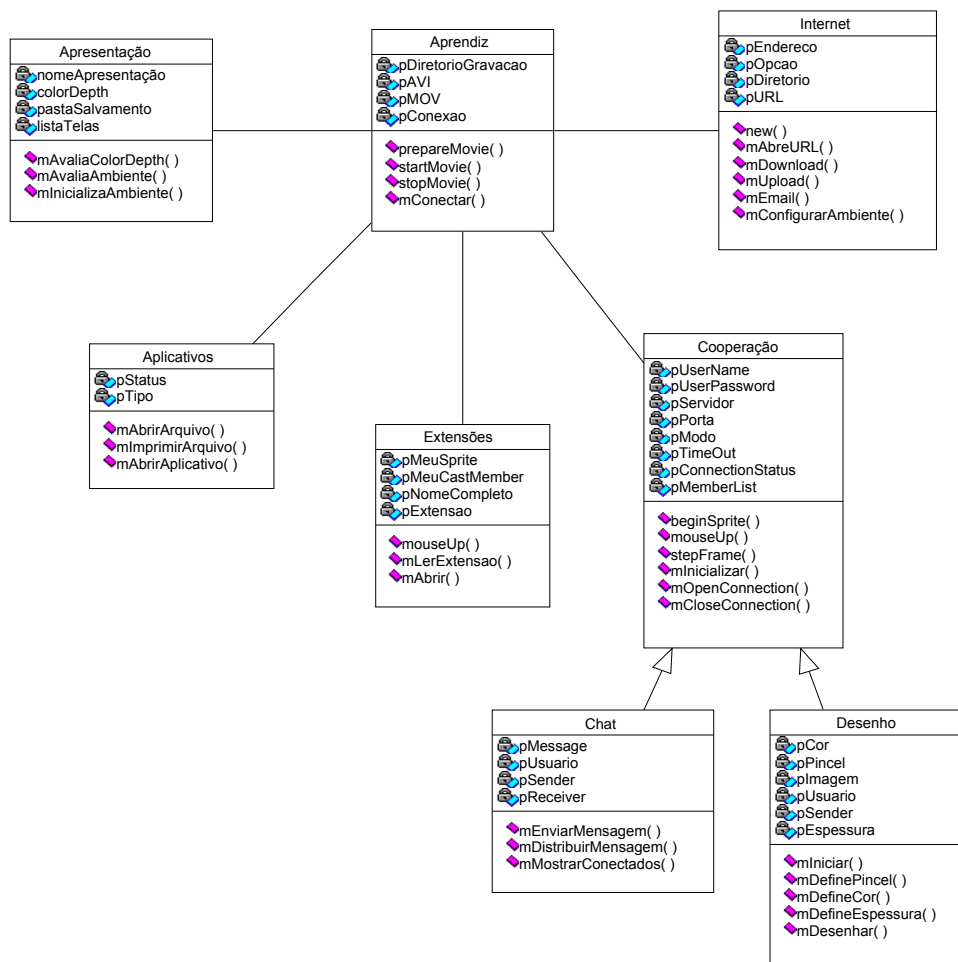 Apresentação
nomeApresentação
colorDepth
pastaSalvamento
listaTelas
mAvaliaColorDepth( )
mAvaliaAmbiente( )
mInicializaAmbiente( )
Aprendiz
pDiretorioGravacao
pAVI
pMOV
pConexao
prepareMovie( )
startMovie( )
stopMovie( )
mConectar( )
Internet
pEndereco
pOpcao
pDiretorio
pURL
new( )
mAbreURL( )
mDownload( )
mUpload( )
mEmail( )
mConfigurarAmbiente( )
Aplicativos
pStatus
pTipo
mAbrirArquivo( )
mImprimirArquivo( )
mAbrirAplicativo( )
Extensões
pMeuSprite
pMeuCastMember
pNomeCompleto
pExtensao
mouseUp( )
mLerExtensao( )
mAbrir( )
Cooperação
pUserName
pUserPassword
pServidor
pPorta
pModo
pTimeOut
pConnectionStatus
pMemberList
beginSprite( )
mouseUp( )
stepFrame( )
mInicializar( )
mOpenConnection( )
mCloseConnection( )
Chat
pMessage
pUsuario
pSender
pReceiver
mEnviarMensagem( )
mDistribuirMensagem( )
mMostrarConectados( )
Desenho
pCor
pPincel
pImagem
pUsuario
pSender
pEspessura
mIniciar( )
mDefinePincel( )
mDefineCor( )
mDefineEspessura( )
mDesenhar( )